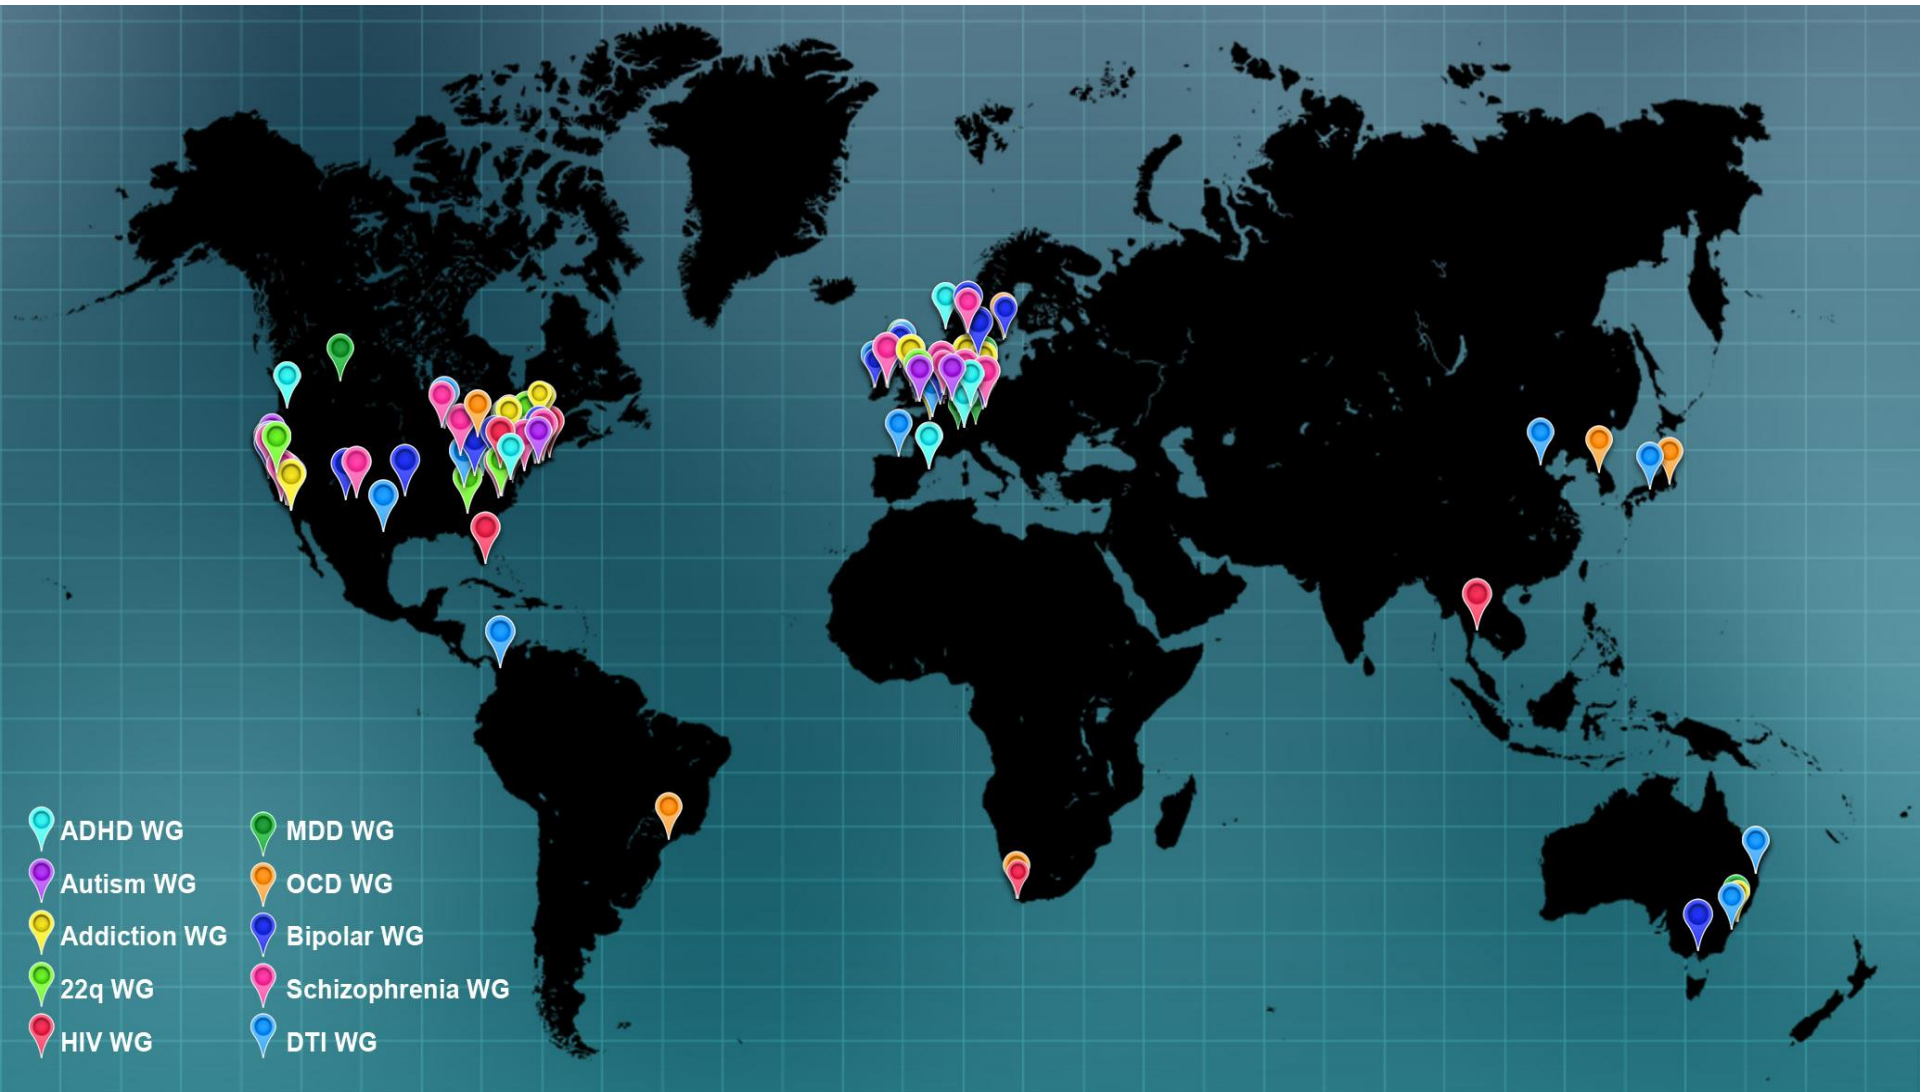 ADHD WG
Autism WG
Addiction WG
22q WG
HIV WG
MDD WG
OCD WG
Bipolar WG
Schizophrenia WG
DTI WG